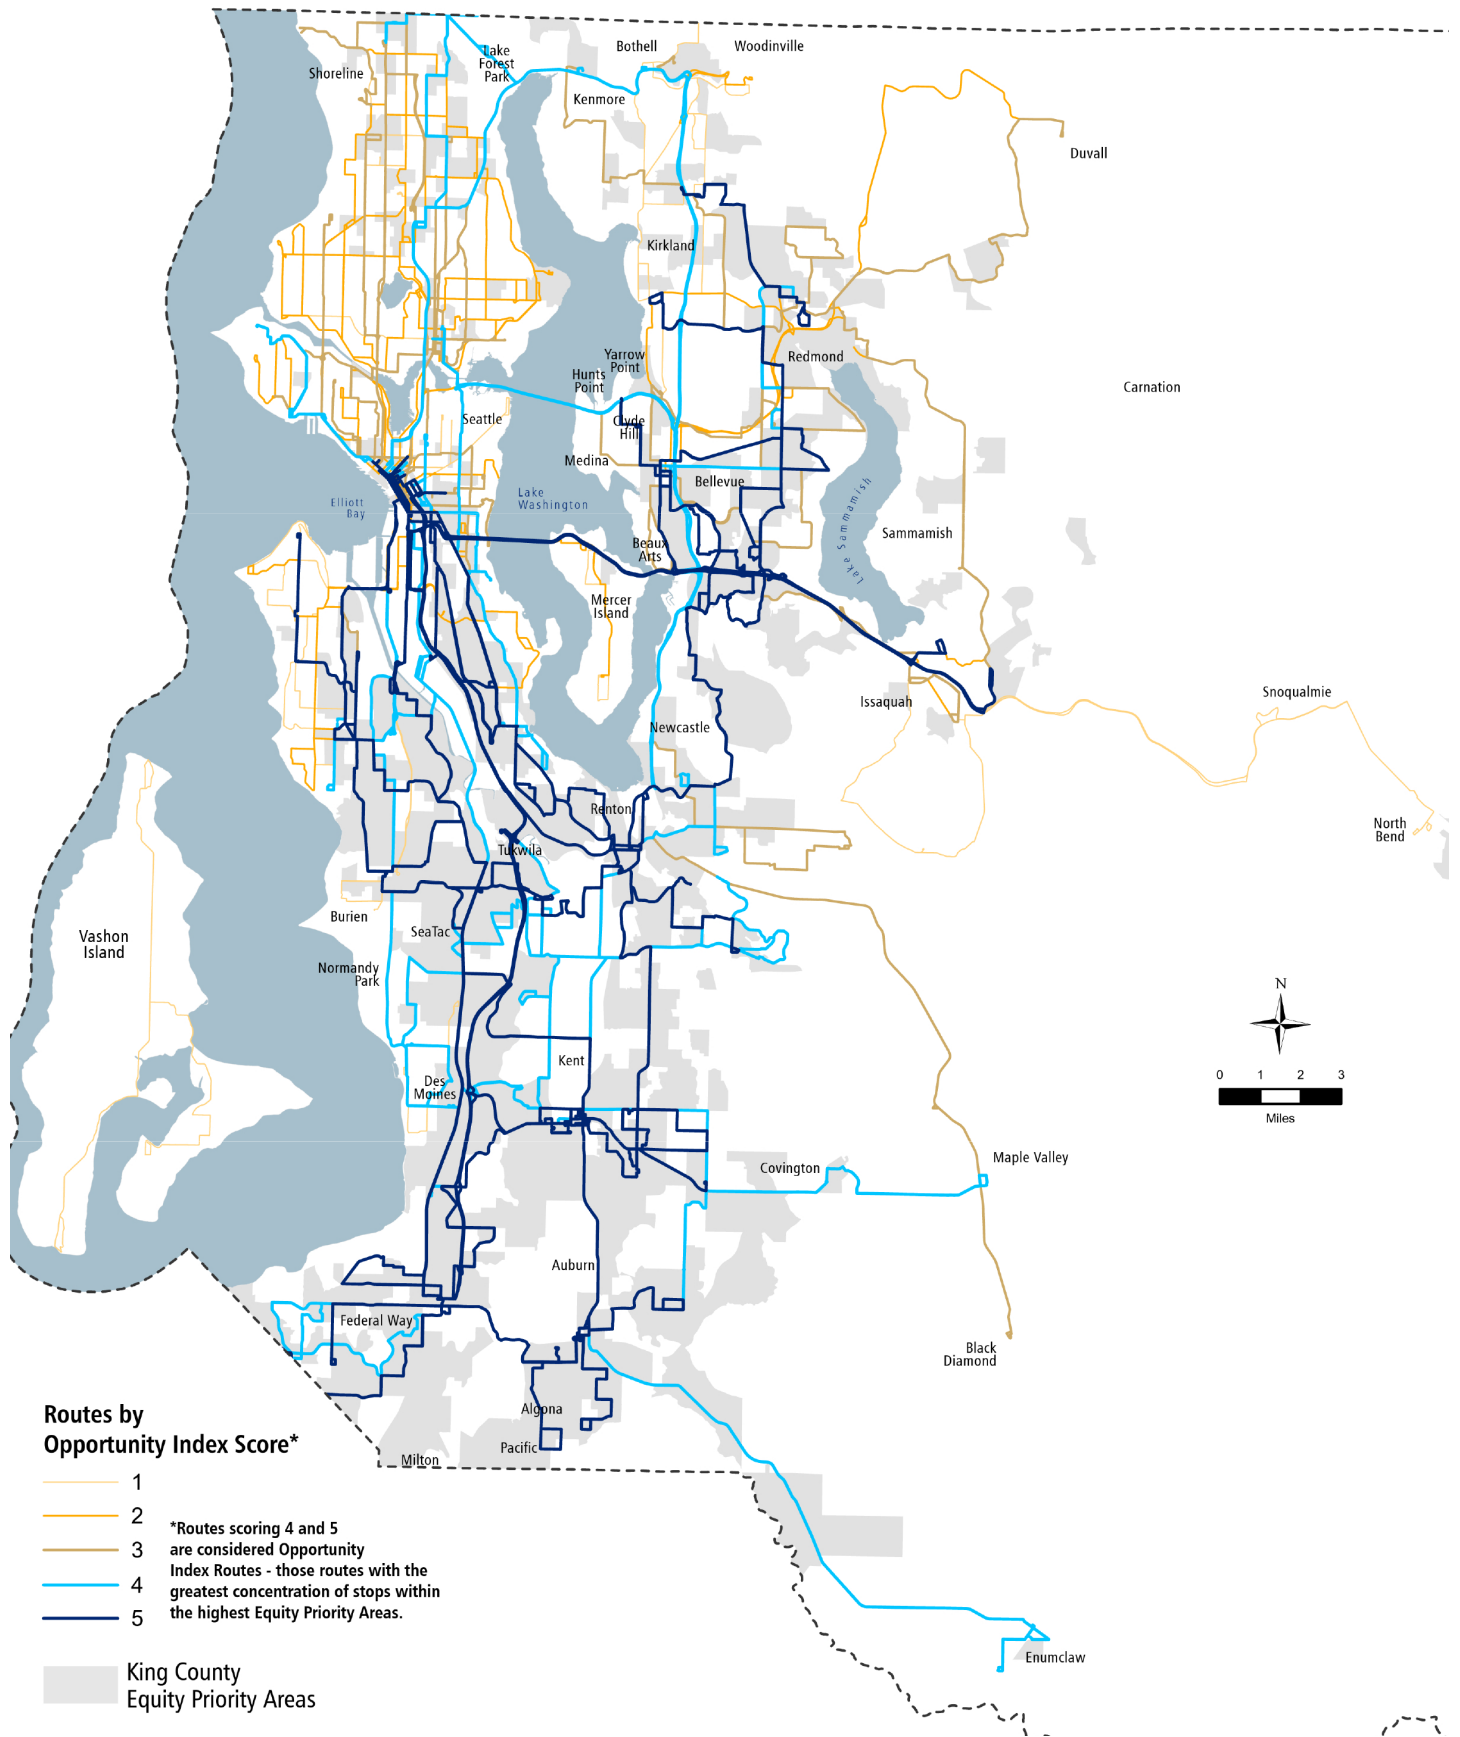 Bothell
Woodinville
Lake
Forest
Park
Shoreline
Kenmore
Duvall
Kirkland
Yarrow
Point
Redmond
Hunts
Point
Carnation
Seattle
Clyde
Hill
Medina
Bellevue
Elliott
Bay
Lake
Washington
Lake Sammamish
Sammamish
Beaux
Arts
Mercer
Island
Issaquah
Snoqualmie
Newcastle
Renton
North
Bend
Tukwila
Burien
SeaTac
Vashon
Island
Normandy
Park
N
Kent
0 1 2 3
Miles
Des
Moines
Covington
Maple Valley
Auburn
Federal Way
Black
Diamond
Algona
Pacific
Milton
Enumclaw
Routes by
Opportunity Index Score*
1
2
3
4
5
*Routes scoring 4 and 5
are considered Opportunity
Index Routes - those routes with the
greatest concentration of stops within
the highest Equity Priority Areas.
King County
Equity Priority Areas